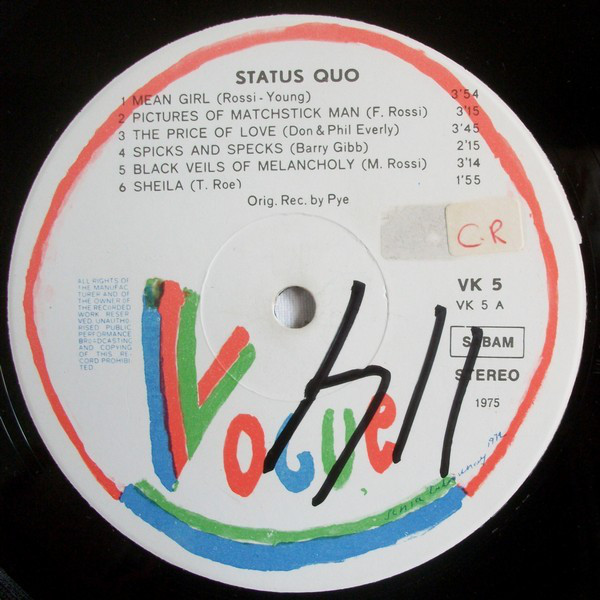 STATUS QUO
1 MEAN GIRL (Rossi-Young) 3'54
2 PICTURES OF MATCHSTICK MAN (F. Rossi) 3'15
3 THE PRICE OF LOVE (Don & Phil Everly) 3'45
4 SPICKS AND SPECKS (Barry Gibb) 2'15
5 BLACK VEILS OF MELANCHOLY (M. Rossi) 3'14
6 SHEILA (T. Roe) 1'55
Orig. Rec. by Pye
C.R
ALL RIGHTS OF
THE MANUFAC
TURER AND OF
THE OWNER OF
THE RECORDED
WORK RESER
VED. UNAUTHO
RISED PUBLIC
PERFORMANCE
BROADCASTING
AND COPYING
OF THIS RE
CORD PROHIBI
TED
VK 5
VK 5 A
STEREO
1975
Vogue